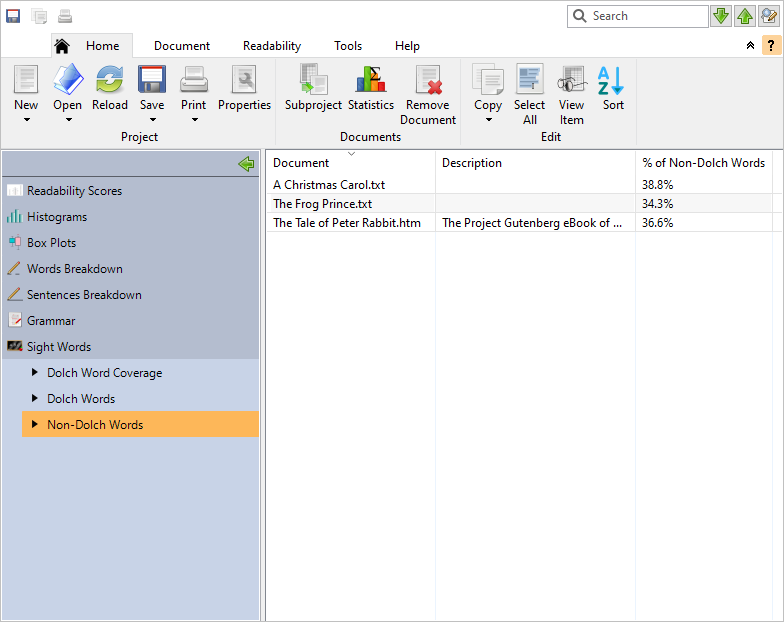 Search
Home Document Readability Tools Help
?
New Open Reload Save Print Properties Subproject Statistics Remove Document Copy Select All View Item Sort
Project Documents Edit
Document Description % of Non-Dolch Words
A Christmas Carol.txt 38.8%
The Frog Prince.txt 34.3%
The Tale of Peter Rabbit.htm The Project Gutenberg eBook of ... 36.6%
Readability Scores
Histograms
Box Plots
Words Breakdown
Sentences Breakdown
Grammar
Sight Words
Dolch Word Coverage
Dolch Words
Non-Dolch Words